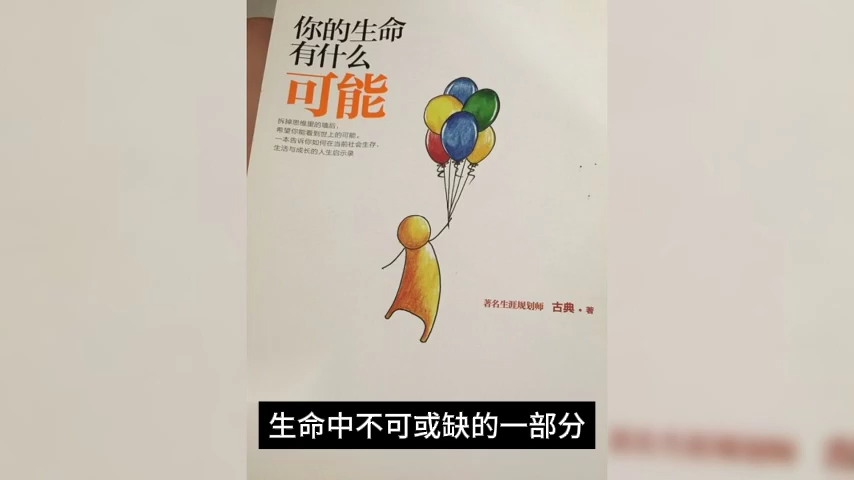 你的生命
有什么
可能
拆掉思维里的墙后，
希望你能看到世上的可能。
一本告诉你如何在当前社会生存、
生活与成长的人生启示录
著名生涯规划师 古典·著
生命中不可或缺的一部分